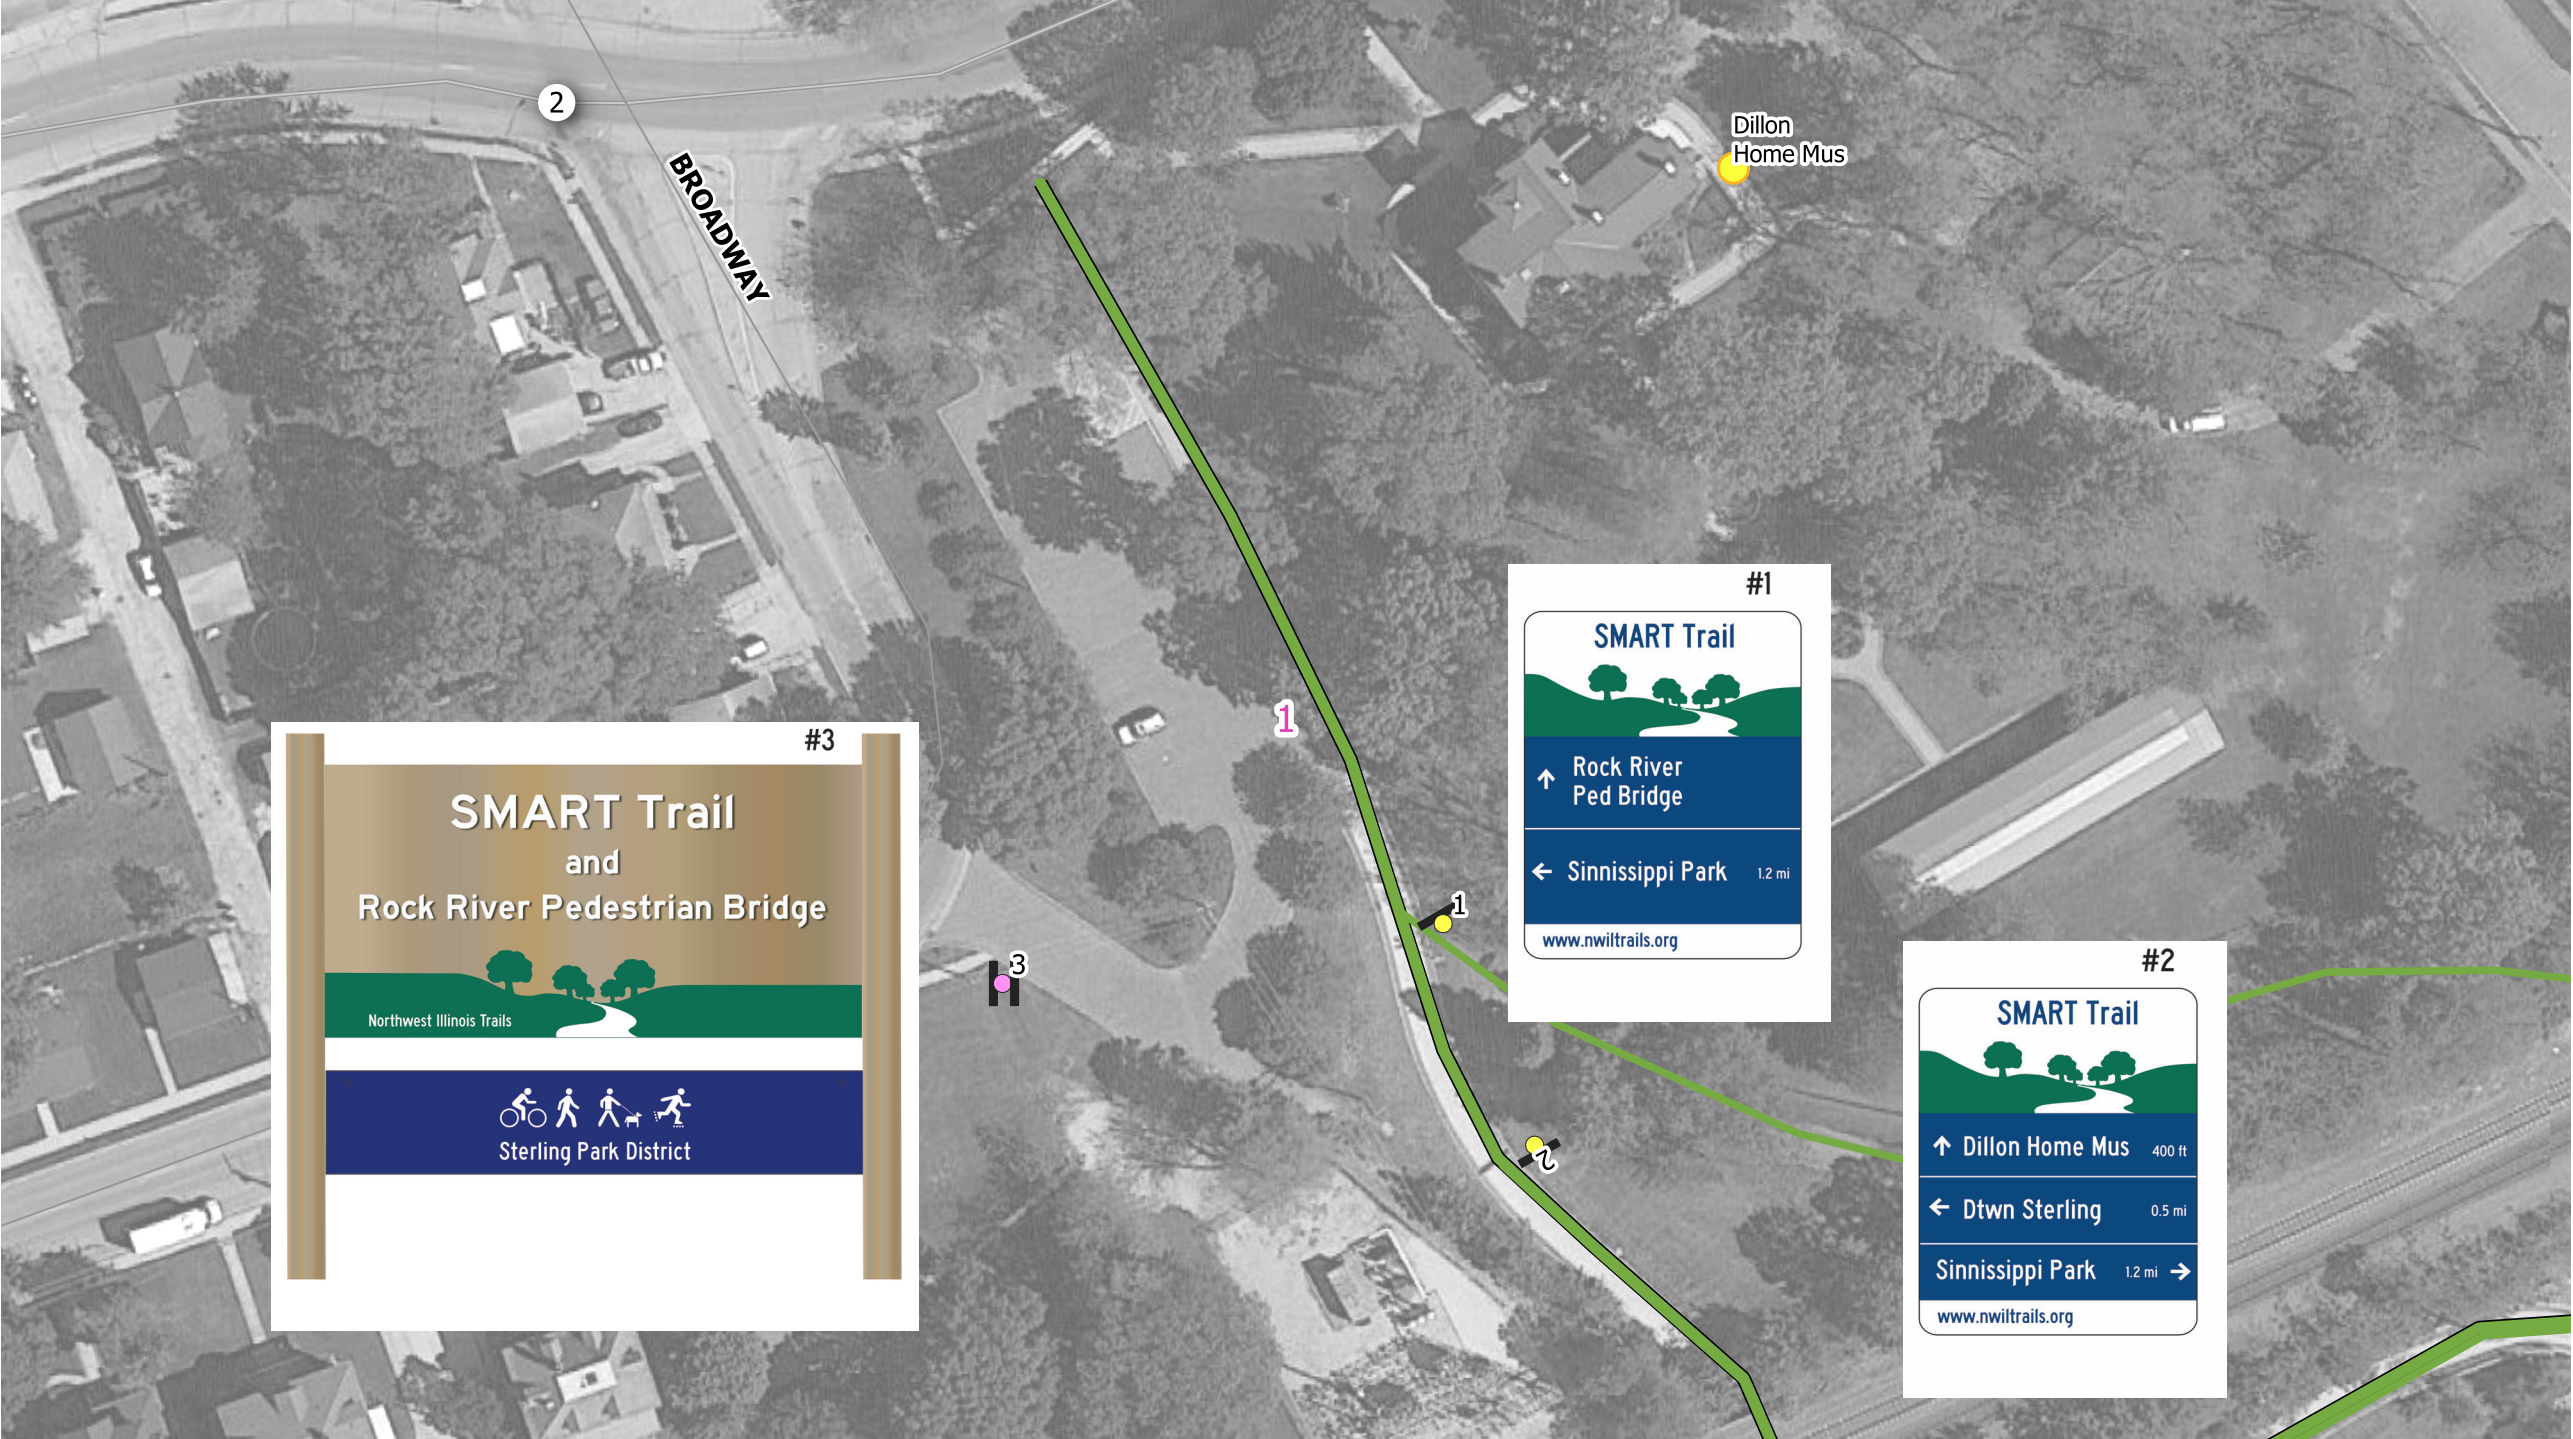 2
BROADWAY
Dillon
Home Mus
1
#1
SMART Trail
↑ Rock River
Ped Bridge
← Sinnissippi Park 1.2 mi
www.nwiltrails.org
#3
SMART Trail
and
Rock River Pedestrian Bridge
Northwest Illinois Trails
Sterling Park District
1
3
2
#2
SMART Trail
↑ Dillon Home Mus 400 ft
← Dtwn Sterling 0.5 mi
Sinnissippi Park 1.2 mi →
www.nwiltrails.org